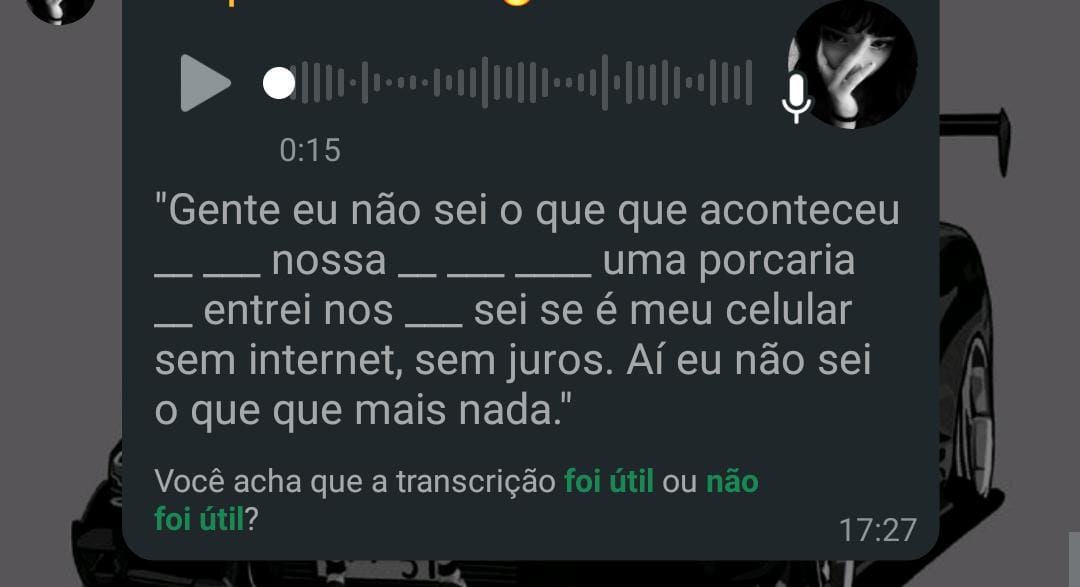 0:15
"Gente eu não sei o que que aconteceu
__ ___ nossa __ ___ ____ uma porcaria
__ entrei nos ___ sei se é meu celular
sem internet, sem juros. Aí eu não sei
o que que mais nada."
Você acha que a transcrição foi útil ou não
foi útil?
17:27